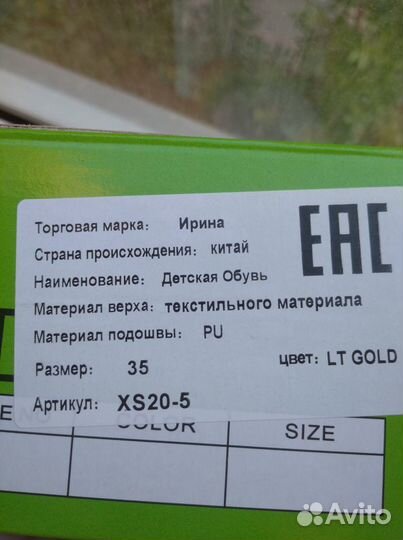 Торговая марка: Ирина
Страна происхождения: китай
Наименование: Детская Обувь
Материал верха: текстильного материала
Материал подошвы: PU
Размер: 35 цвет: LT GOLD
Артикул: XS20-5
EAC
COLOR SIZE
Avito